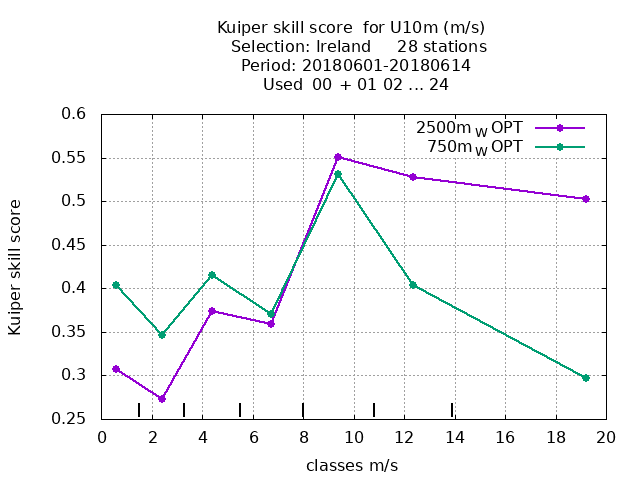 Kuiper skill score for U10m (m/s)
Selection: Ireland 28 stations
Period: 20180601-20180614
Used 00 + 01 02 ... 24
2500m W OPT
750m W OPT
0.6
0.55
0.5
0.45
0.4
0.35
0.3
0.25
Kuiper skill score
0 2 4 6 8 10 12 14 16 18 20
classes m/s